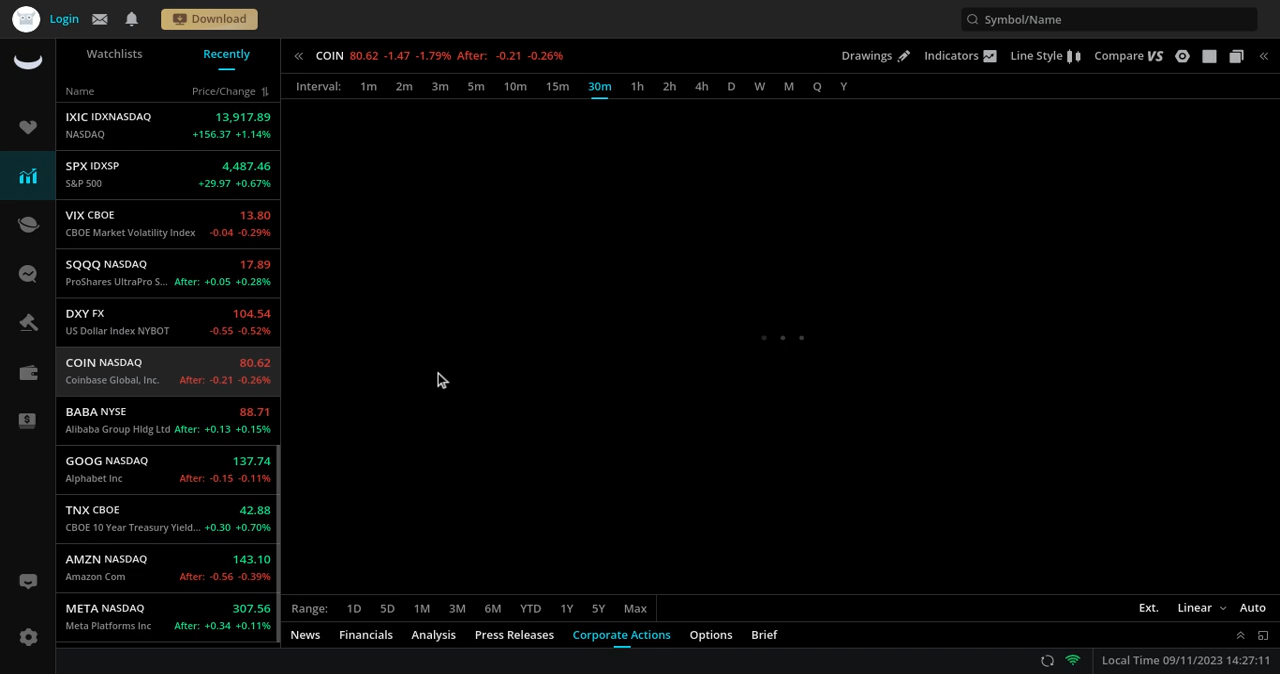 Login
Download
Symbol/Name
Watchlists
Recently
COIN 80.62 -1.47 -1.79% After: -0.21 -0.26%
Drawings
Indicators
Line Style
Compare VS
Name
Price/Change
Interval: 1m 2m 3m 5m 10m 15m 30m 1h 2h 4h D W M Q Y
IXIC IDXNASDAQ 13,917.89
NASDAQ +156.37 +1.14%
SPX IDXSP 4,487.46
S&P 500 +29.97 +0.67%
VIX CBOE 13.80
CBOE Market Volatility Index -0.04 -0.29%
SQQQ NASDAQ 17.89
ProShares UltraPro S... After: +0.05 +0.28%
DXY FX 104.54
US Dollar Index NYBOT -0.55 -0.52%
COIN NASDAQ 80.62
Coinbase Global, Inc. After: -0.21 -0.26%
BABA NYSE 88.71
Alibaba Group Hldg Ltd After: +0.13 +0.15%
GOOG NASDAQ 137.74
Alphabet Inc After: -0.15 -0.11%
TNX CBOE 42.88
CBOE 10 Year Treasury Yield... +0.30 +0.70%
AMZN NASDAQ 143.10
Amazon Com After: -0.56 -0.39%
META NASDAQ 307.56
Meta Platforms Inc After: +0.34 +0.11%
Range: 1D 5D 1M 3M 6M YTD 1Y 5Y Max
Ext. Linear Auto
News Financials Analysis Press Releases Corporate Actions Options Brief
Local Time 09/11/2023 14:27:11